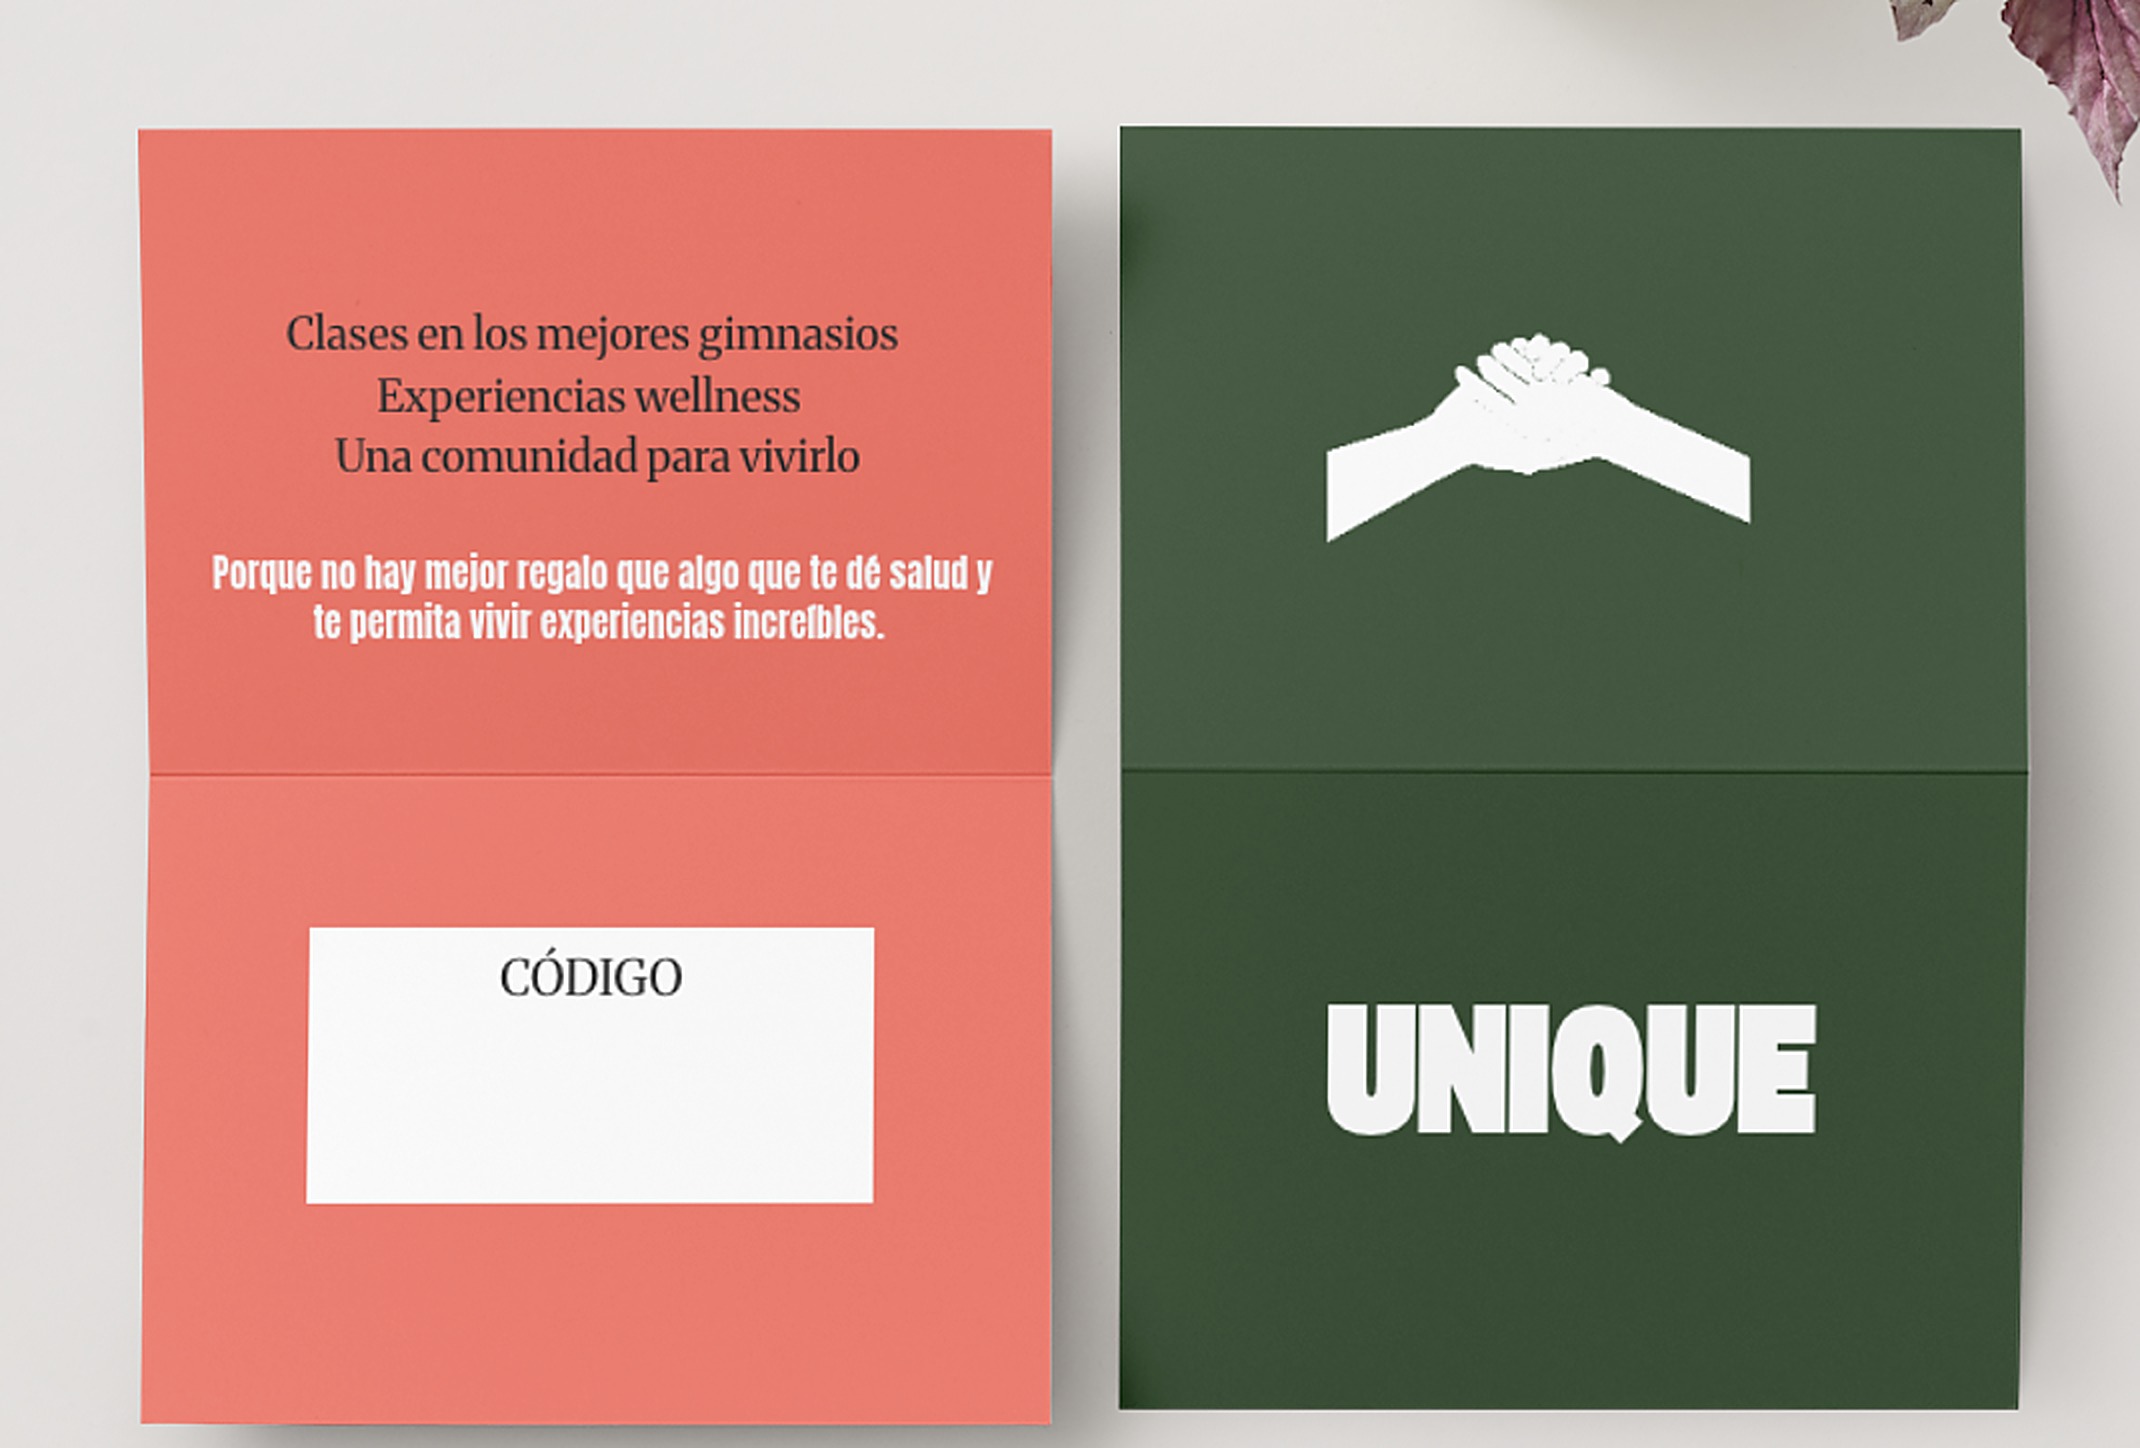 Clases en los mejores gimnasios
Experiencias wellness
Una comunidad para vivirlo
Porque no hay mejor regalo que algo que te dé salud y
te permita vivir experiencias increíbles.
CÓDIGO
UNIQUE